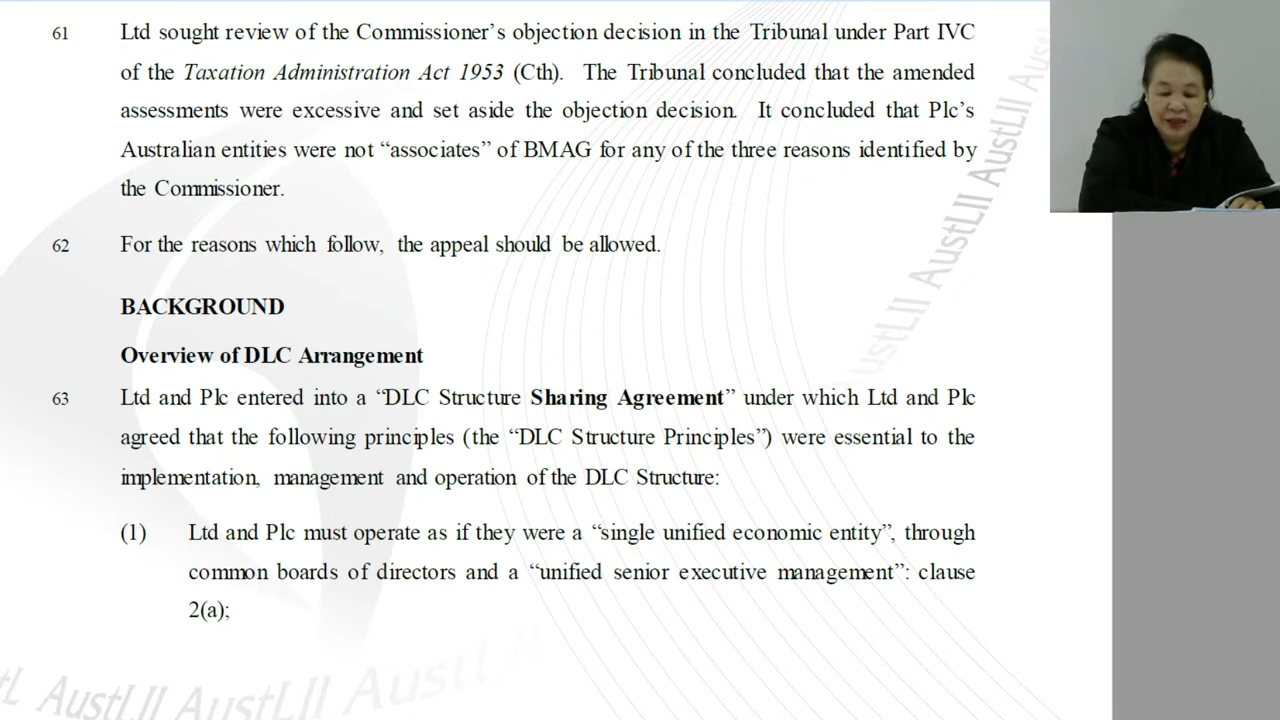 61 Ltd sought review of the Commissioner’s objection decision in the Tribunal under Part IVC
of the Taxation Administration Act 1953 (Cth). The Tribunal concluded that the amended
assessments were excessive and set aside the objection decision. It concluded that Plc’s
Australian entities were not “associates” of BMAG for any of the three reasons identified by
the Commissioner.
62 For the reasons which follow, the appeal should be allowed.
BACKGROUND
Overview of DLC Arrangement
63 Ltd and Plc entered into a “DLC Structure Sharing Agreement” under which Ltd and Plc
agreed that the following principles (the “DLC Structure Principles”) were essential to the
implementation, management and operation of the DLC Structure:
(1) Ltd and Plc must operate as if they were a “single unified economic entity”, through
common boards of directors and a “unified senior executive management”: clause
2(a);
AustLII AustLII AustLII
AustLII AustLII AustLII